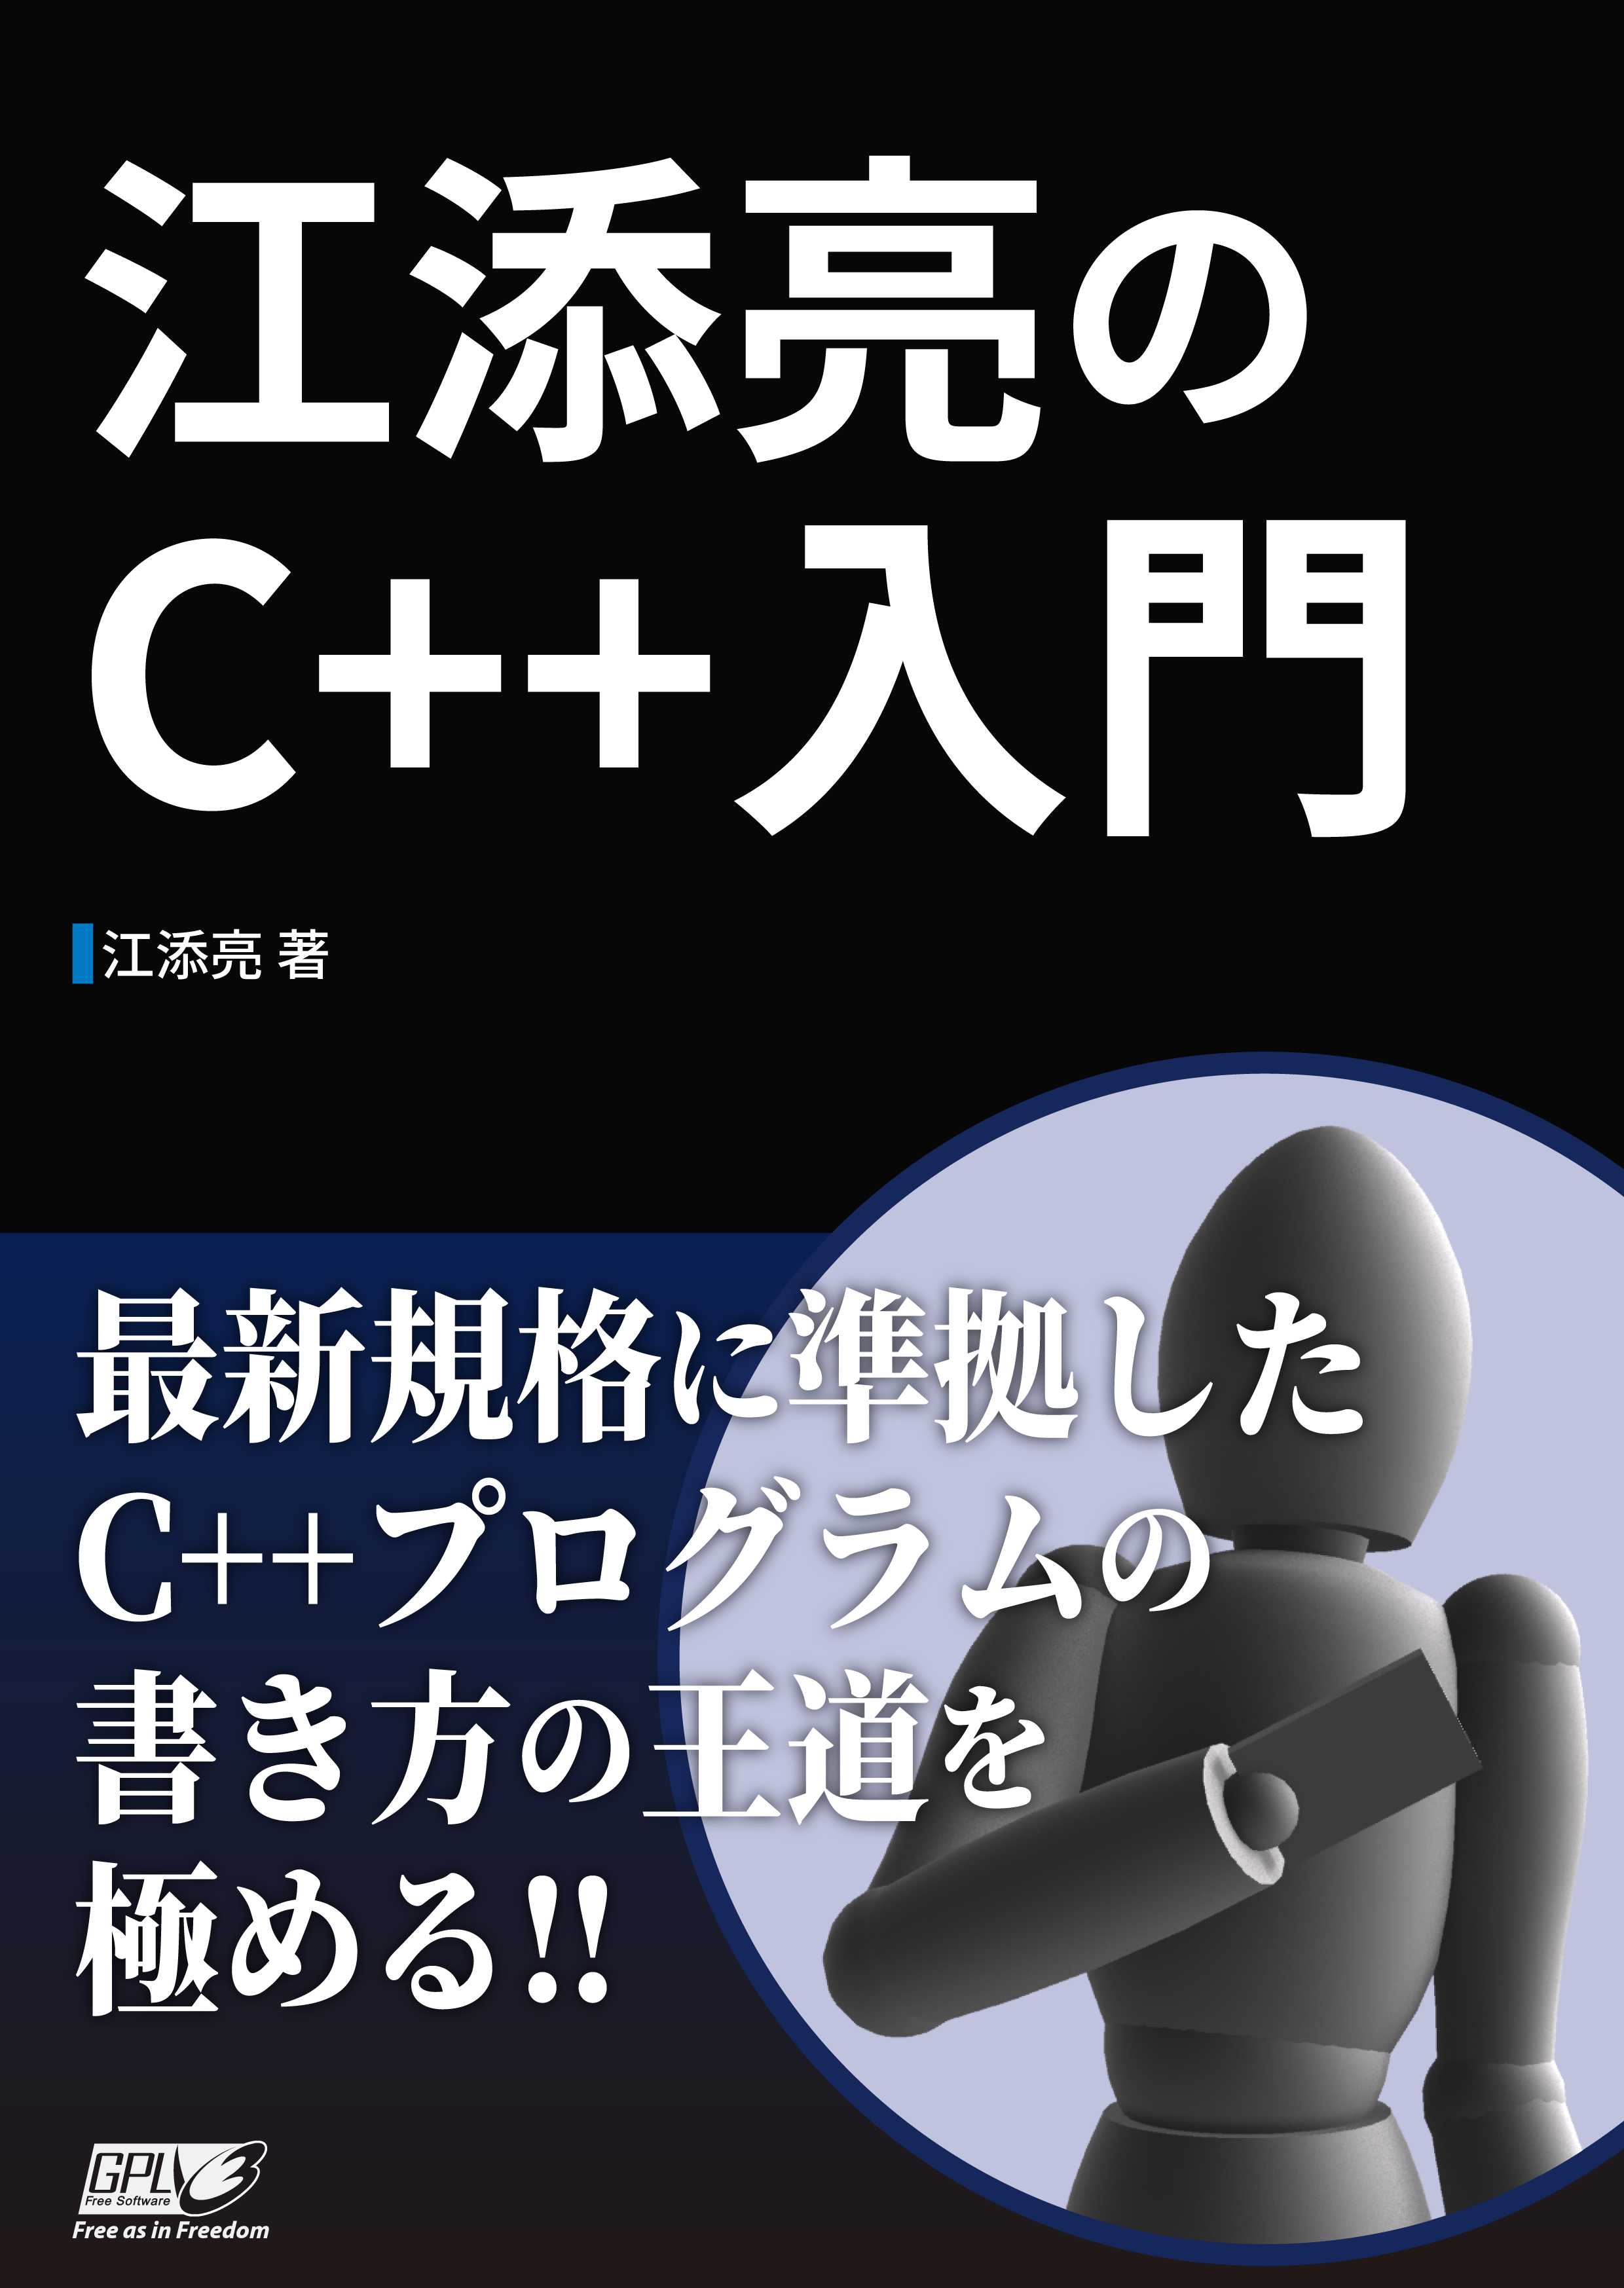 江添亮の
C++入門
江添亮 著
最新規格に準拠した
C++プログラムの
書き方の王道を
極める!!
GPL v3
Free Software
Free as in Freedom